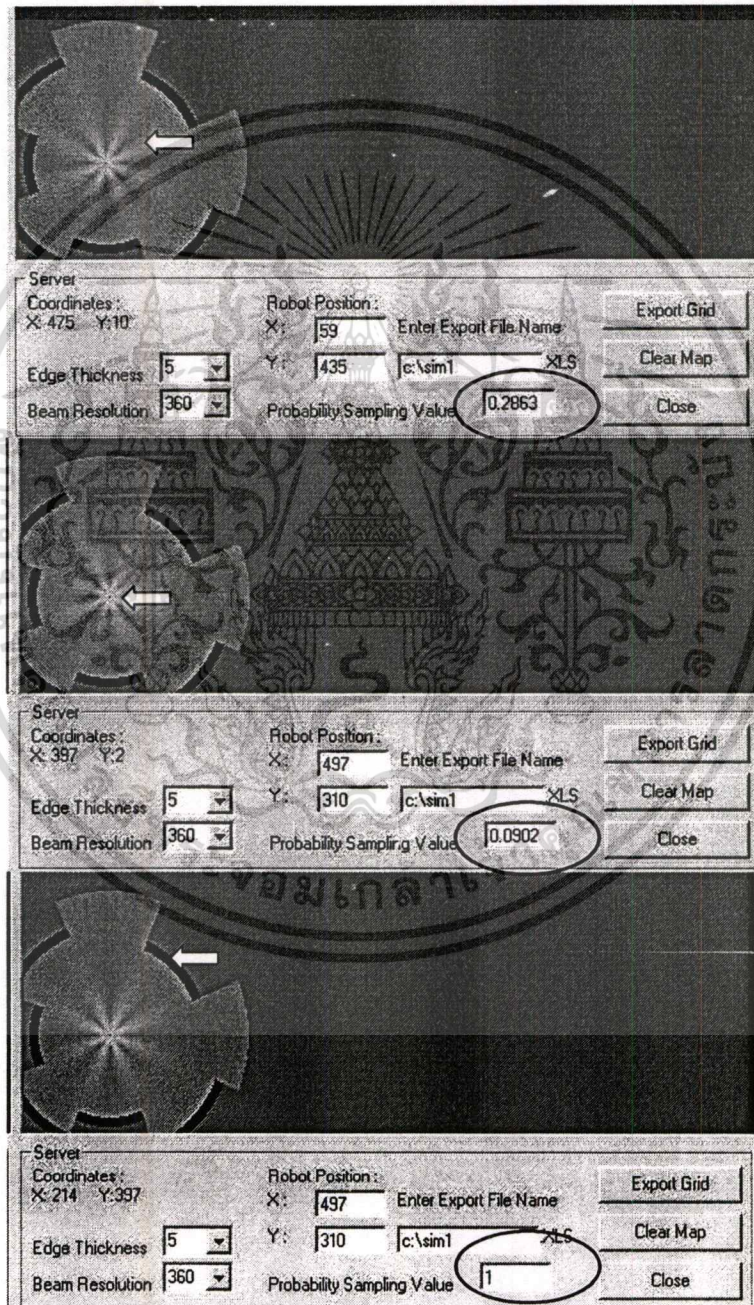 Server
Coordinates :
X: 475 Y:10
Robot Position :
X: 59 Enter Export File Name
Export Grid
Edge Thickness 5
Y: 435 c:\sim1 .XLS
Clear Map
Beam Resolution 360
Probability Sampling Value 0.2863
Close
Server
Coordinates :
X: 397 Y:2
Robot Position :
X: 497 Enter Export File Name
Export Grid
Edge Thickness 5
Y: 310 c:\sim1 .XLS
Clear Map
Beam Resolution 360
Probability Sampling Value 0.0902
Close
Server
Coordinates :
X: 214 Y:397
Robot Position :
X: 497 Enter Export File Name
Export Grid
Edge Thickness 5
Y: 310 c:\sim1 .XLS
Clear Map
Beam Resolution 360
Probability Sampling Value 1
Close